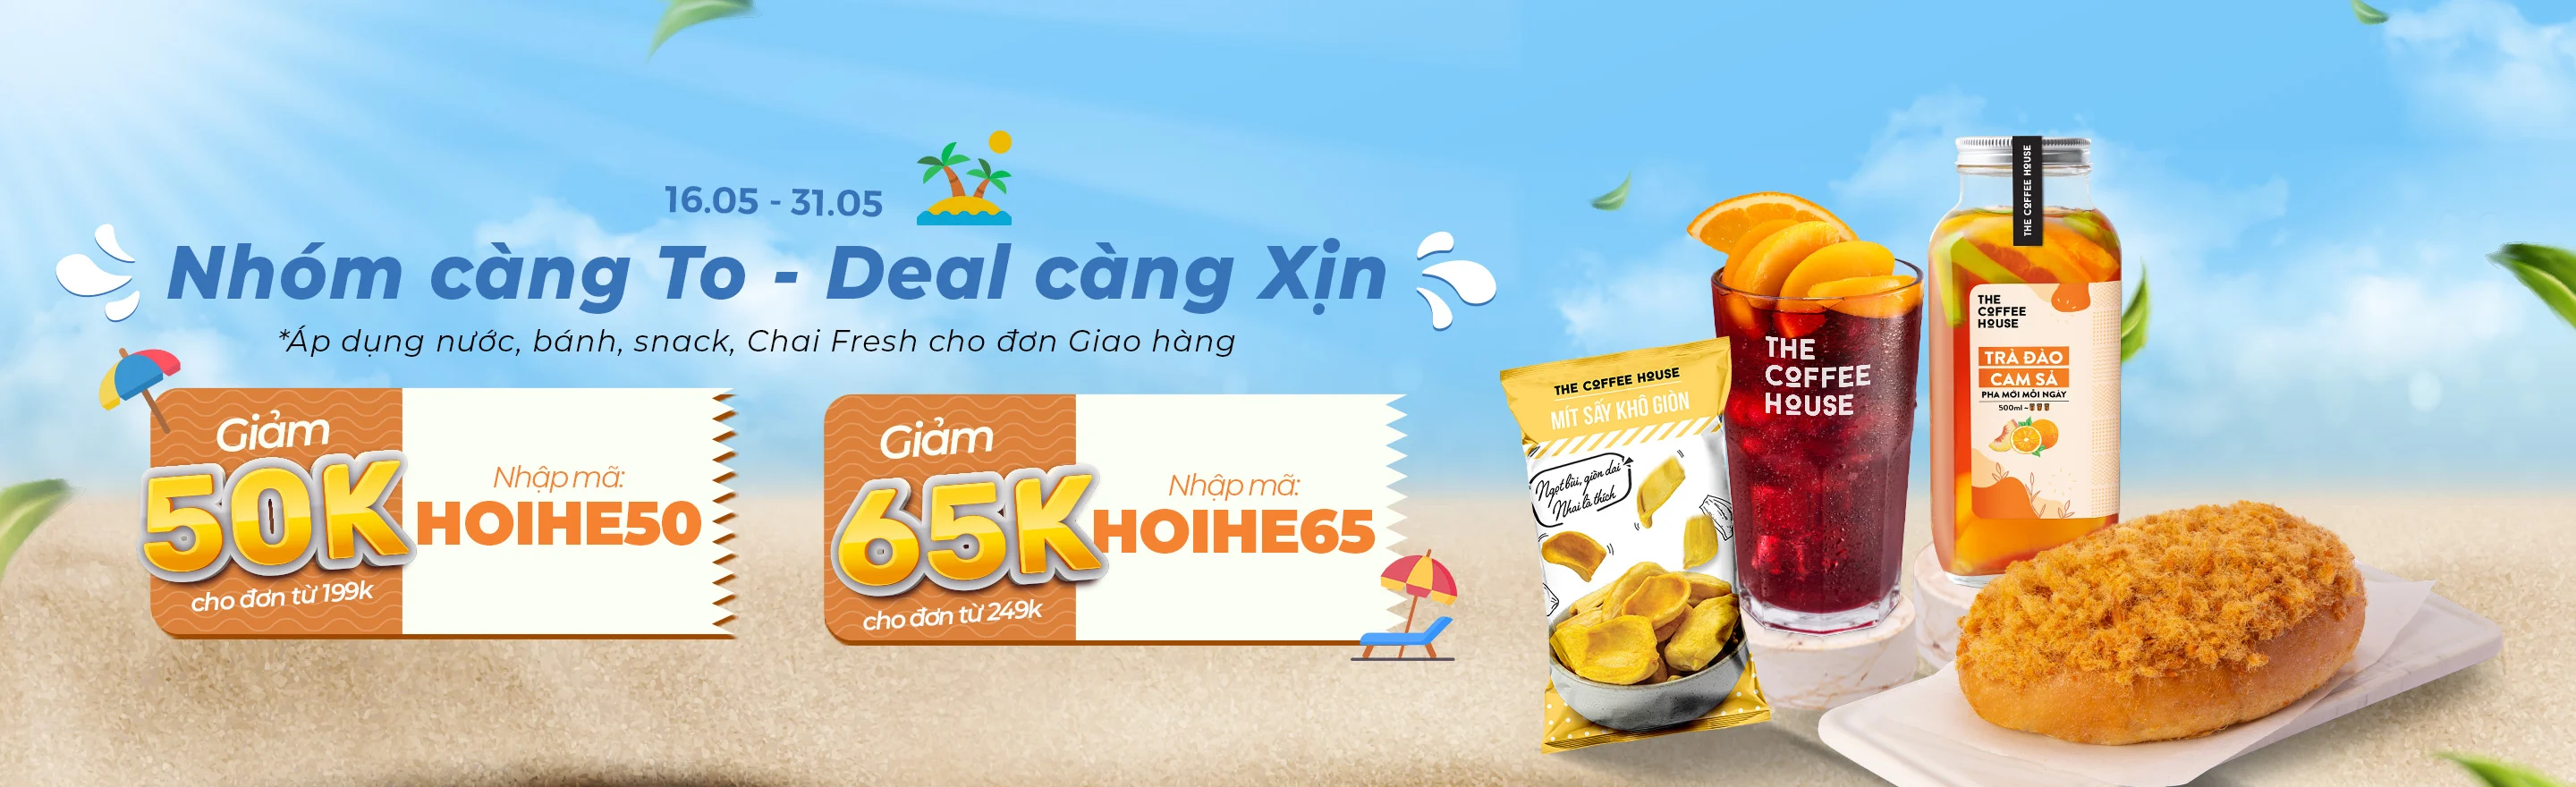 16.05 - 31.05
Nhóm càng To - Deal càng Xịn
*Áp dụng nước, bánh, snack, Chai Fresh cho đơn Giao hàng
Giảm
50K
cho đơn từ 199k
Nhập mã:
HOIHE50
Giảm
65K
cho đơn từ 249k
Nhập mã:
HOIHE65
THE COFFEE HOUSE
MÍT SẤY KHÔ GIÒN
Ngọt bùi, giòn dai
Nhai là thích
THE
COFFEE
HOUSE
THE COFFEE HOUSE
THE
COFFEE
HOUSE
TRÀ ĐÀO
CAM SẢ
PHA MỚI MỖI NGÀY
500ml ~